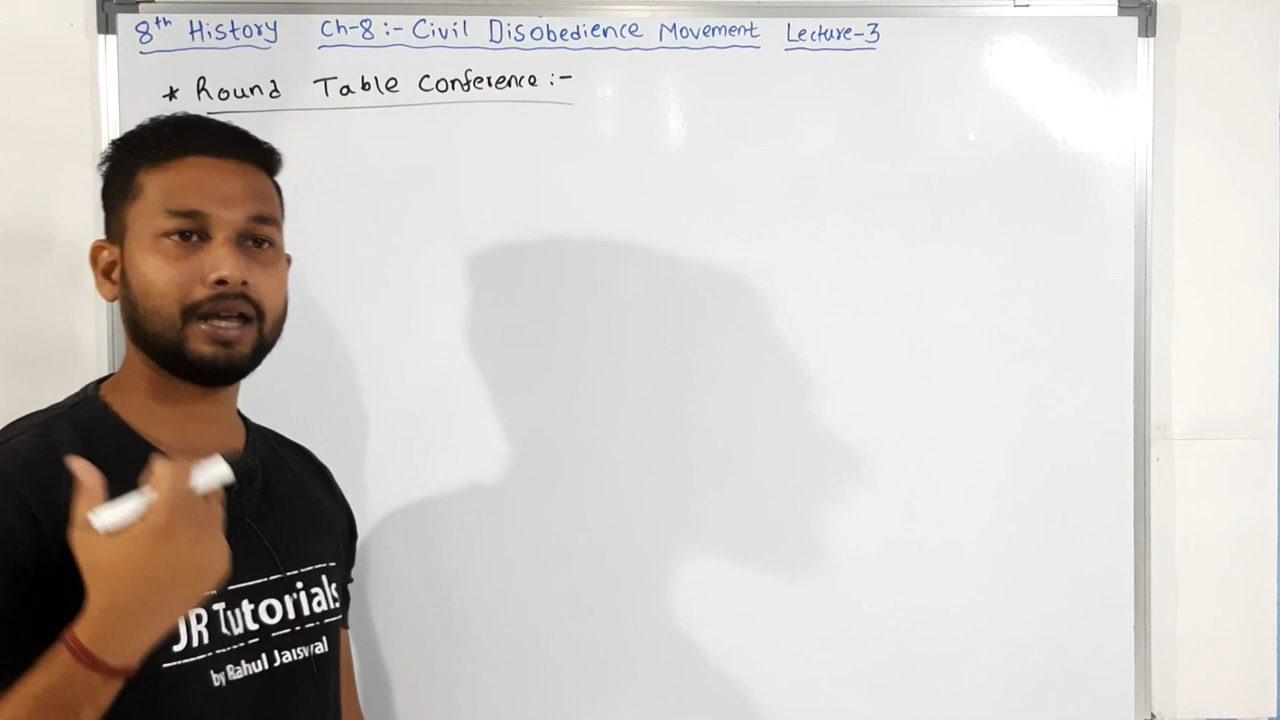 8th History Ch-8:- Civil Disobedience Movement Lecture-3
* Round Table Conference :-
JR Tutorials
by Rahul Jaiswal